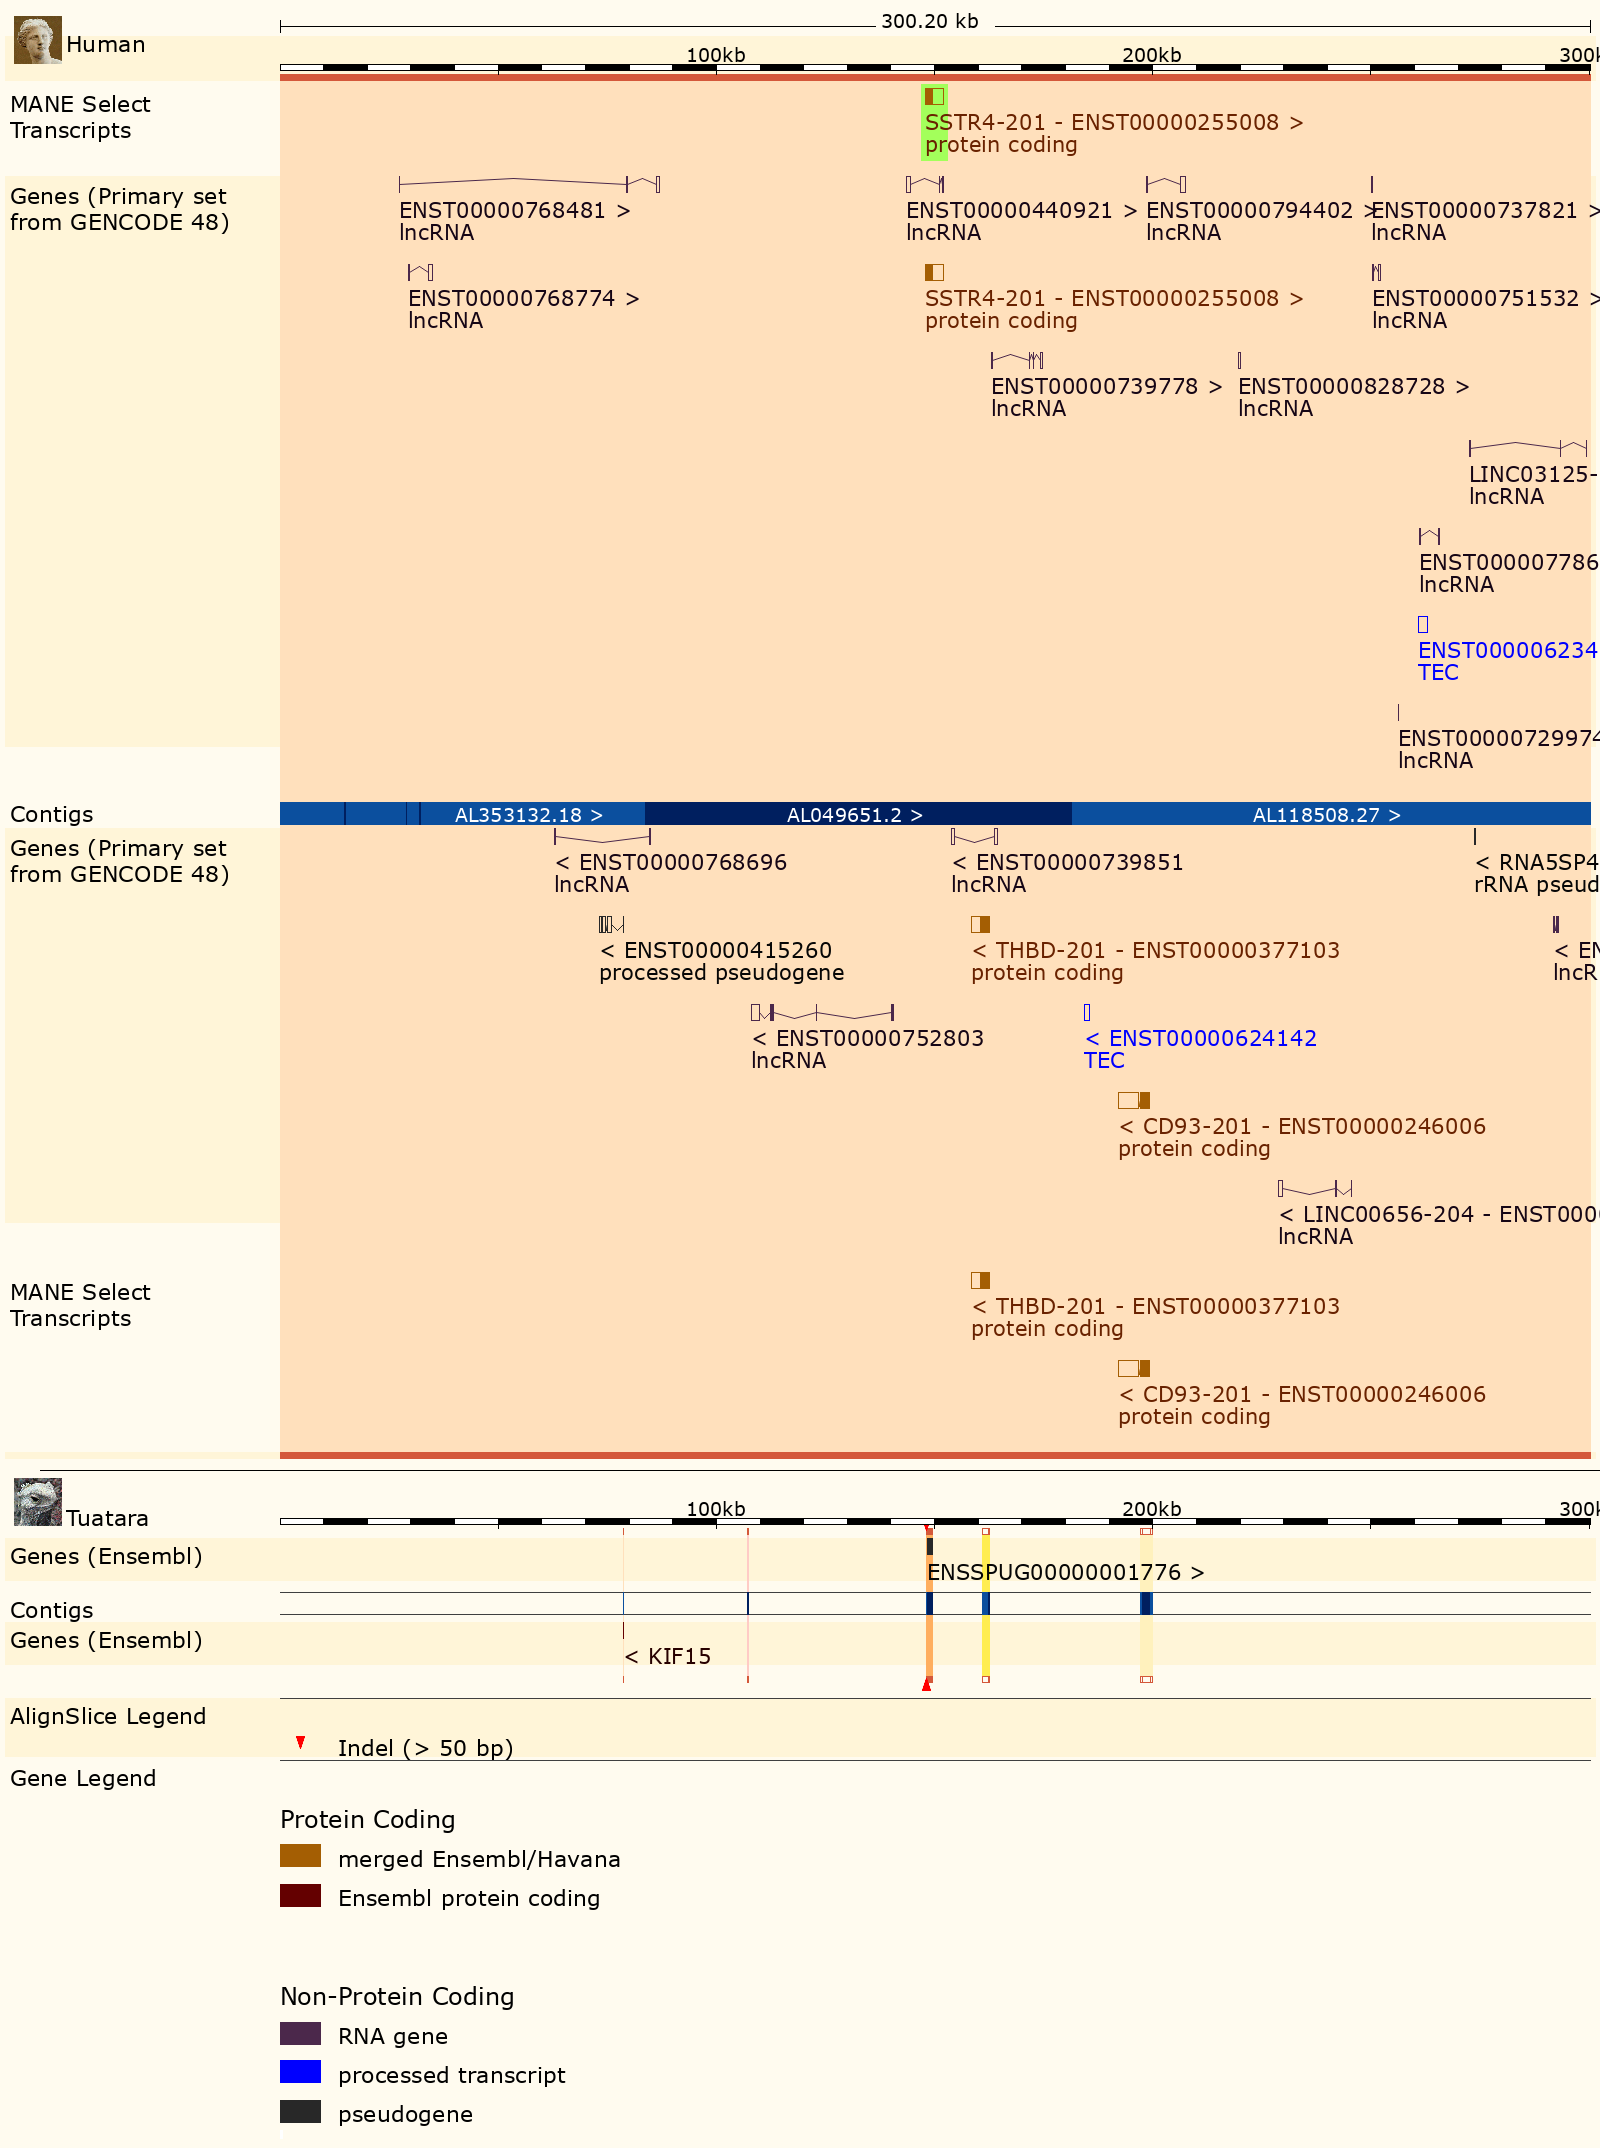 300.20 kb
Human
100kb 200kb 300k
MANE Select
Transcripts
SSTR4-201 - ENST00000255008 >
protein coding
Genes (Primary set
from GENCODE 48)
ENST00000768481 > ENST00000440921 > ENST00000794402 > ENST00000737821 >
lncRNA lncRNA lncRNA lncRNA
ENST00000768774 > SSTR4-201 - ENST00000255008 > ENST00000751532 >
lncRNA protein coding lncRNA
ENST00000739778 > ENST00000828728 >
lncRNA lncRNA
LINC03125-
lncRNA
ENST000007786
lncRNA
ENST000006234
TEC
ENST00000729974
lncRNA
Contigs AL353132.18 > AL049651.2 > AL118508.27 >
Genes (Primary set
from GENCODE 48)
< ENST00000768696 < ENST00000739851 < RNA5SP4
lncRNA lncRNA rRNA pseud
< ENST00000415260 < THBD-201 - ENST00000377103 < EN
processed pseudogene protein coding lncR
< ENST00000752803 < ENST00000624142
lncRNA TEC
< CD93-201 - ENST00000246006
protein coding
< LINC00656-204 - ENST000
lncRNA
MANE Select
Transcripts
< THBD-201 - ENST00000377103
protein coding
< CD93-201 - ENST00000246006
protein coding
Tuatara
100kb 200kb 300k
Genes (Ensembl)
ENSSPUG00000001776 >
Contigs
Genes (Ensembl)
< KIF15
AlignSlice Legend
Indel (> 50 bp)
Gene Legend
Protein Coding
merged Ensembl/Havana
Ensembl protein coding
Non-Protein Coding
RNA gene
processed transcript
pseudogene